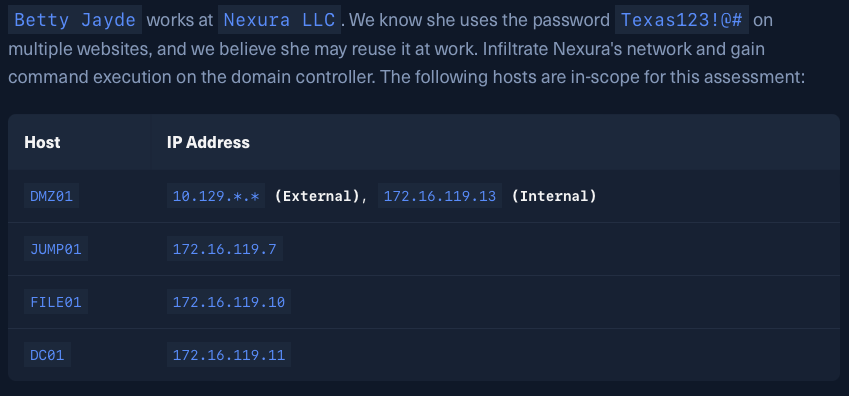 Betty Jayde works at Nexura LLC. We know she uses the password Texas123!@# on
multiple websites, and we believe she may reuse it at work. Infiltrate Nexura's network and gain
command execution on the domain controller. The following hosts are in-scope for this assessment:
Host IP Address
DMZ01 10.129.*.* (External), 172.16.119.13 (Internal)
JUMP01 172.16.119.7
FILE01 172.16.119.10
DC01 172.16.119.11